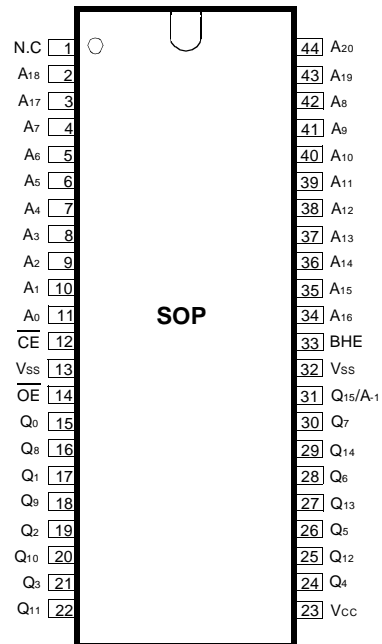 N.C 1 44 A20
A18 2 43 A19
A17 3 42 A8
A7 4 41 A9
A6 5 40 A10
A5 6 39 A11
A4 7 38 A12
A3 8 37 A13
A2 9 36 A14
A1 10 35 A15
A0 11 SOP 34 A16
CE 12 33 BHE
VSS 13 32 VSS
OE 14 31 Q15/A-1
Q0 15 30 Q7
Q8 16 29 Q14
Q1 17 28 Q6
Q9 18 27 Q13
Q2 19 26 Q5
Q10 20 25 Q12
Q3 21 24 Q4
Q11 22 23 VCC